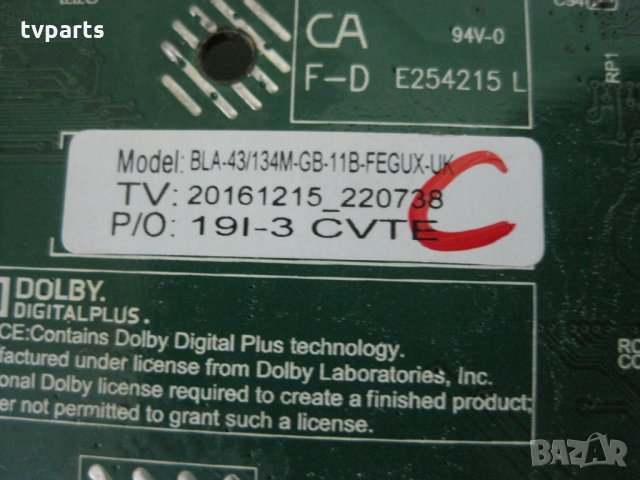 tvparts
CA
94V-0
F-D E254215 L
RP1
Model: BLA-43/134M-GB-11B-FEGUX-UK
TV: 20161215_220738
P/O: 19I-3 CVTE
C
DOLBY.
DIGITAL PLUS.
CE:Contains Dolby Digital Plus technology.
factured under license from Dolby Laboratories, Inc.
onal Dolby license required to create a finished product;
er not permitted to grant such a license.
BAZAR